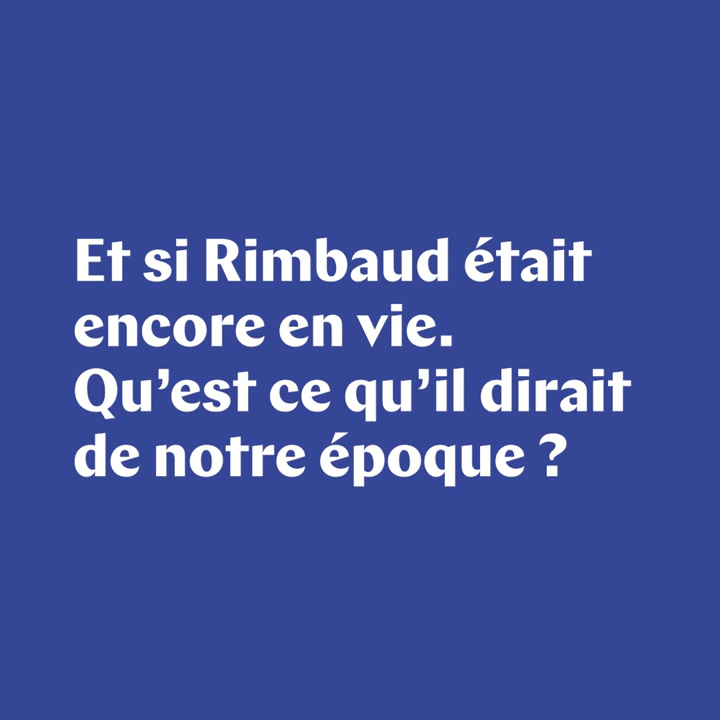 Et si Rimbaud était
encore en vie.
Qu’est ce qu’il dirait
de notre époque ?